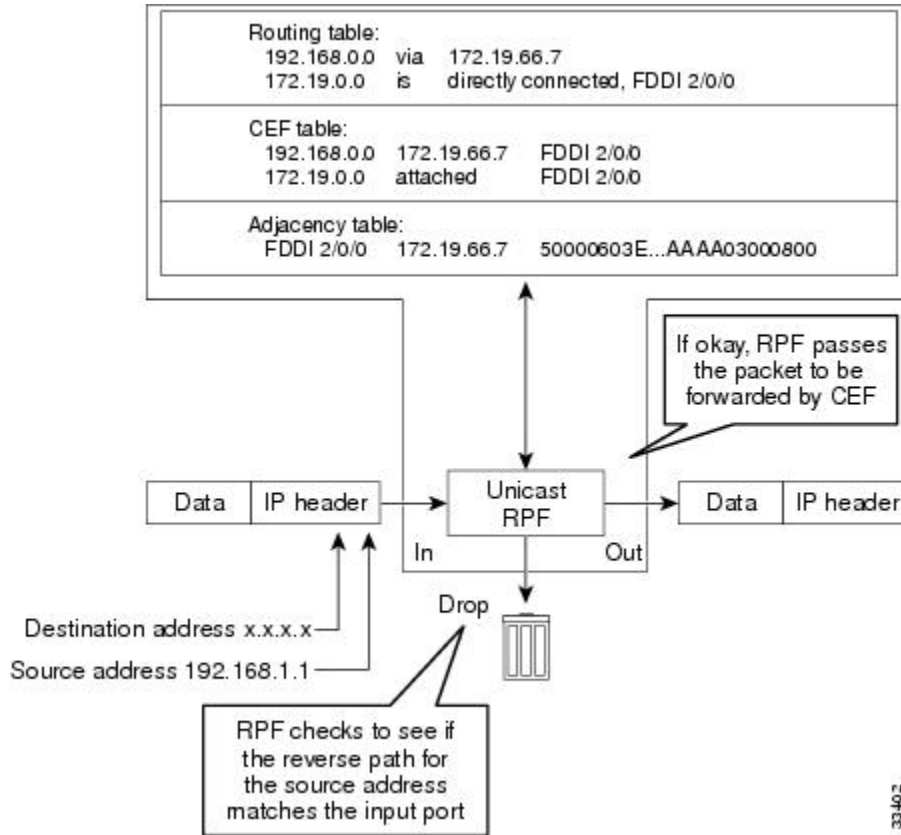 Routing table:
192.168.0.0 via 172.19.66.7
172.19.0.0 is directly connected, FDDI 2/0/0
CEF table:
192.168.0.0 172.19.66.7 FDDI 2/0/0
172.19.0.0 attached FDDI 2/0/0
Adjacency table:
FDDI 2/0/0 172.19.66.7 50000603E...AAAA03000800
If okay, RPF passes
the packet to be
forwarded by CEF
Data IP header
Unicast
RPF
Data IP header
In Out
Drop
Destination address x.x.x.x
Source address 192.168.1.1
RPF checks to see if
the reverse path for
the source address
matches the input port
33402